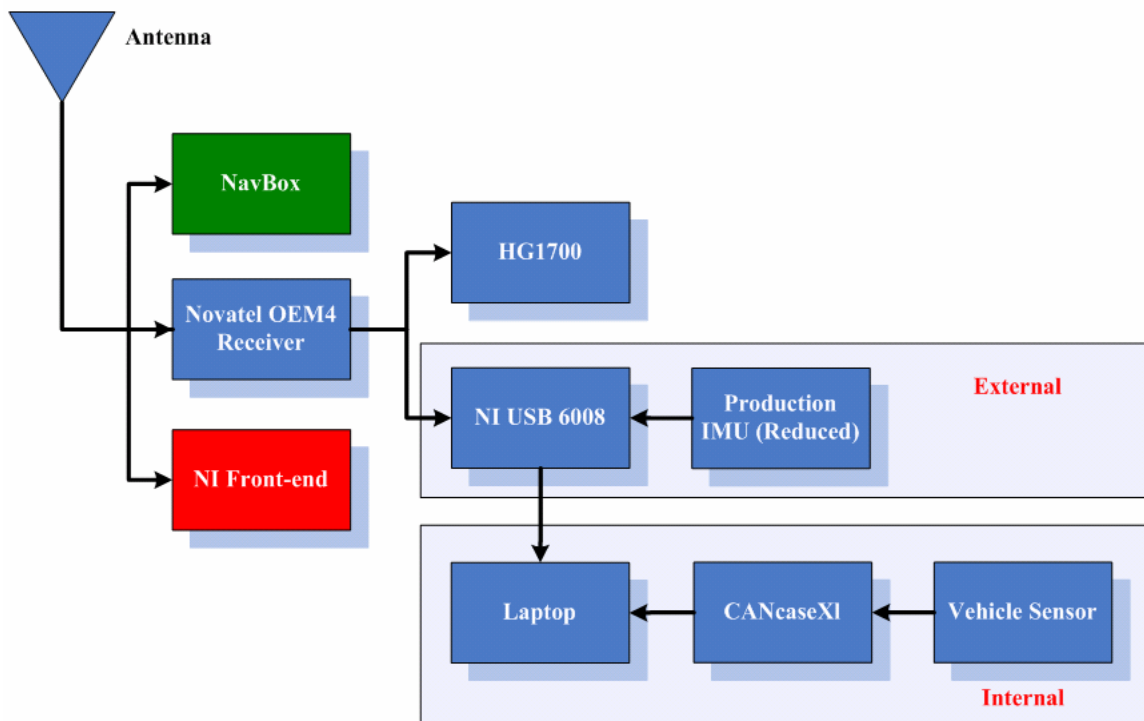 Antenna
NavBox
HG1700
Novatel OEM4
Receiver
External
NI USB 6008
Production
IMU (Reduced)
NI Front-end
Laptop
CANcaseXl
Vehicle Sensor
Internal